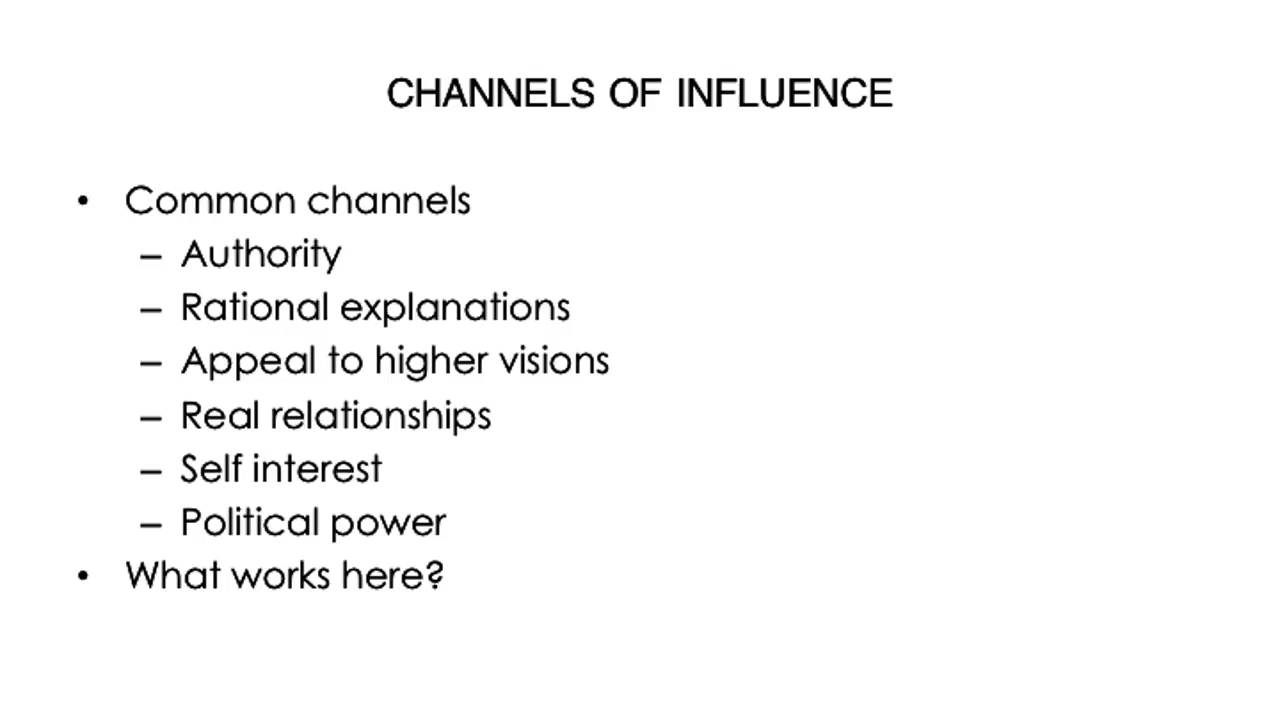 CHANNELS OF INFLUENCE
• Common channels
– Authority
– Rational explanations
– Appeal to higher visions
– Real relationships
– Self interest
– Political power
• What works here?